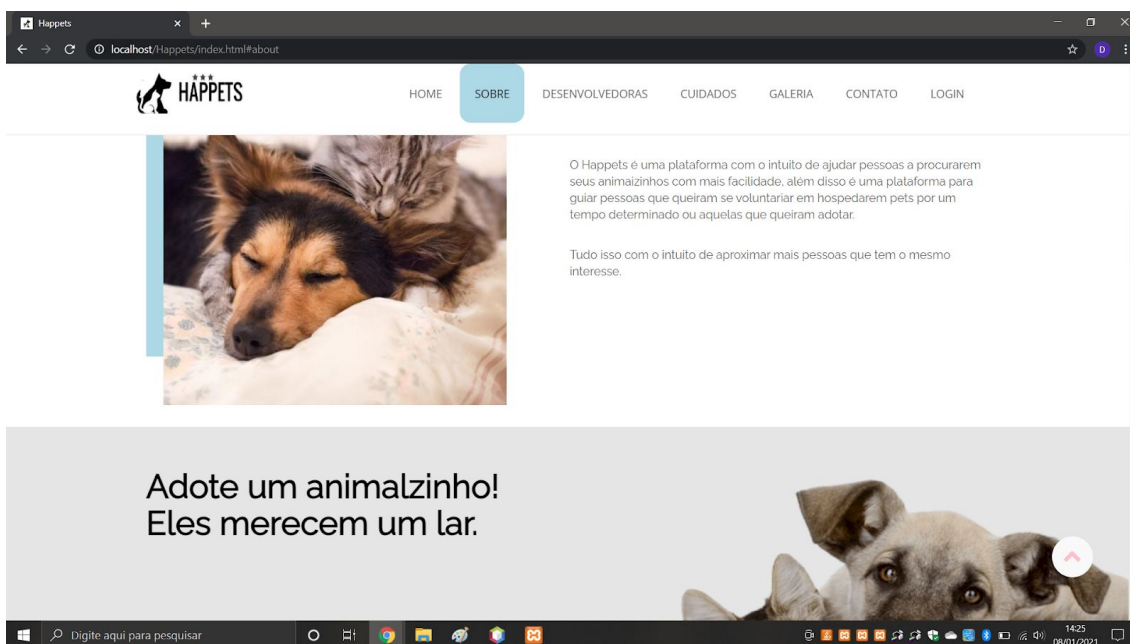 Happets
localhost/Happets/index.html#about
D
HAPPETS
HOME SOBRE DESENVOLVEDORAS CUIDADOS GALERIA CONTATO LOGIN
O Happets é uma plataforma com o intuito de ajudar pessoas a procurarem
seus animaizinhos com mais facilidade, além disso é uma plataforma para
guiar pessoas que queiram se voluntariar em hospedarem pets por um
tempo determinado ou aquelas que queiram adotar.
Tudo isso com o intuito de aproximar mais pessoas que tem o mesmo
interesse.
Adote um animalzinho!
Eles merecem um lar.
Digite aqui para pesquisar
14:25
08/01/2021